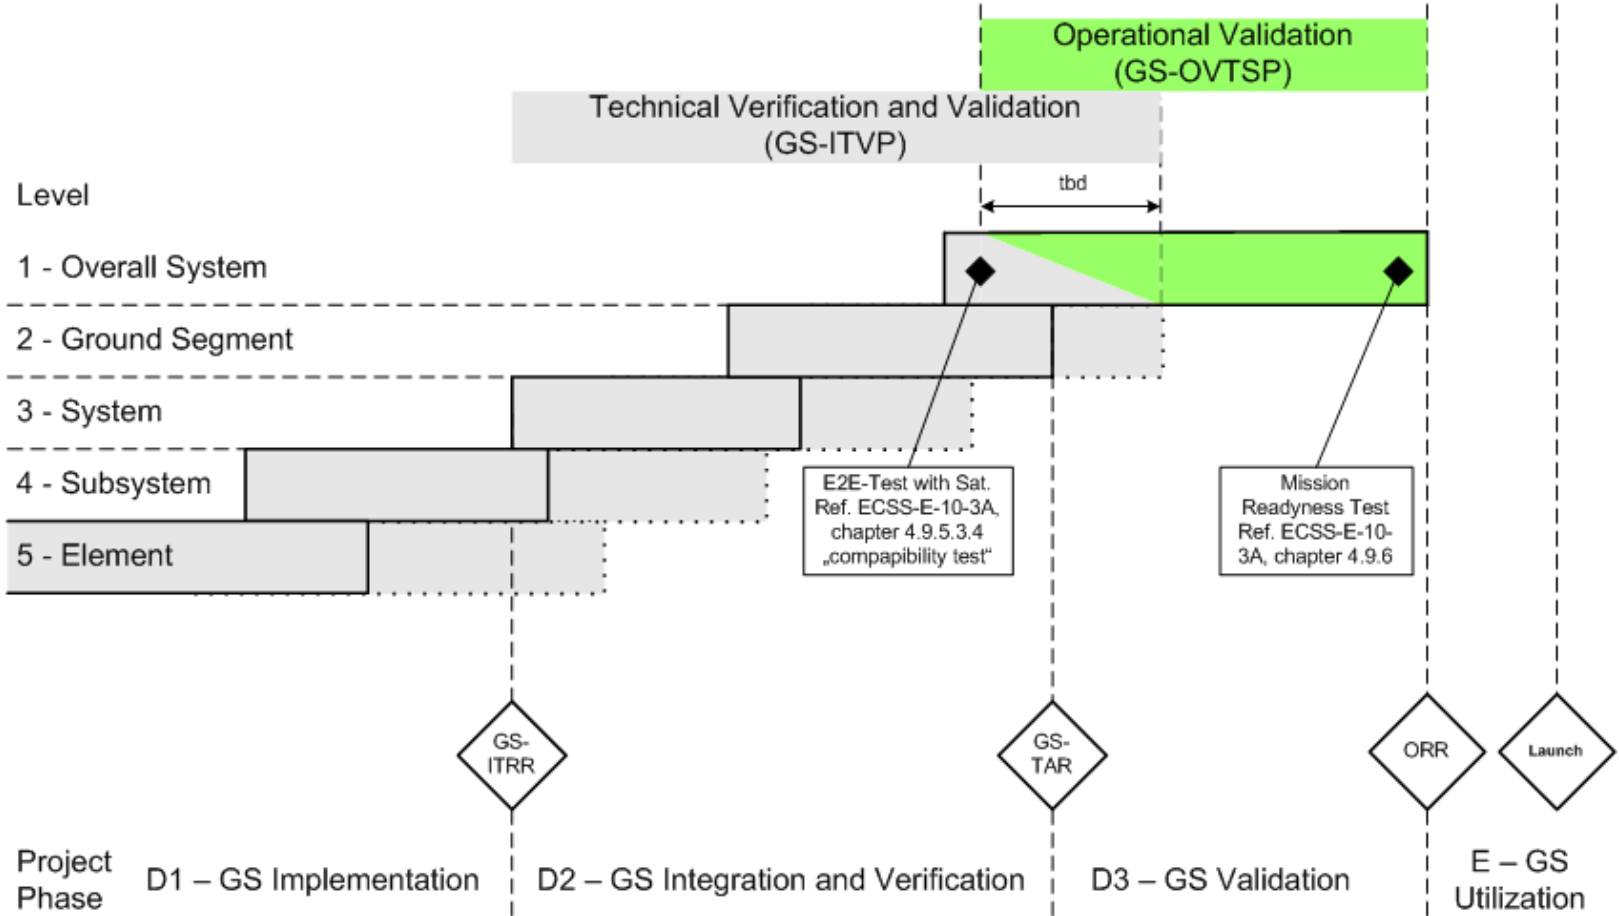 Operational Validation
(GS-OVTSP)
Technical Verification and Validation
(GS-ITVP)
tbd
Level
1 - Overall System
2 - Ground Segment
3 - System
4 - Subsystem
5 - Element
E2E-Test with Sat.
Ref. ECSS-E-10-3A,
chapter 4.9.5.3.4
„compapibility test“
Mission
Readyness Test
Ref. ECSS-E-10-
3A, chapter 4.9.6
GS-
ITRR
GS-
TAR
ORR
Launch
Project
Phase
D1 – GS Implementation
D2 – GS Integration and Verification
D3 – GS Validation
E – GS
Utilization